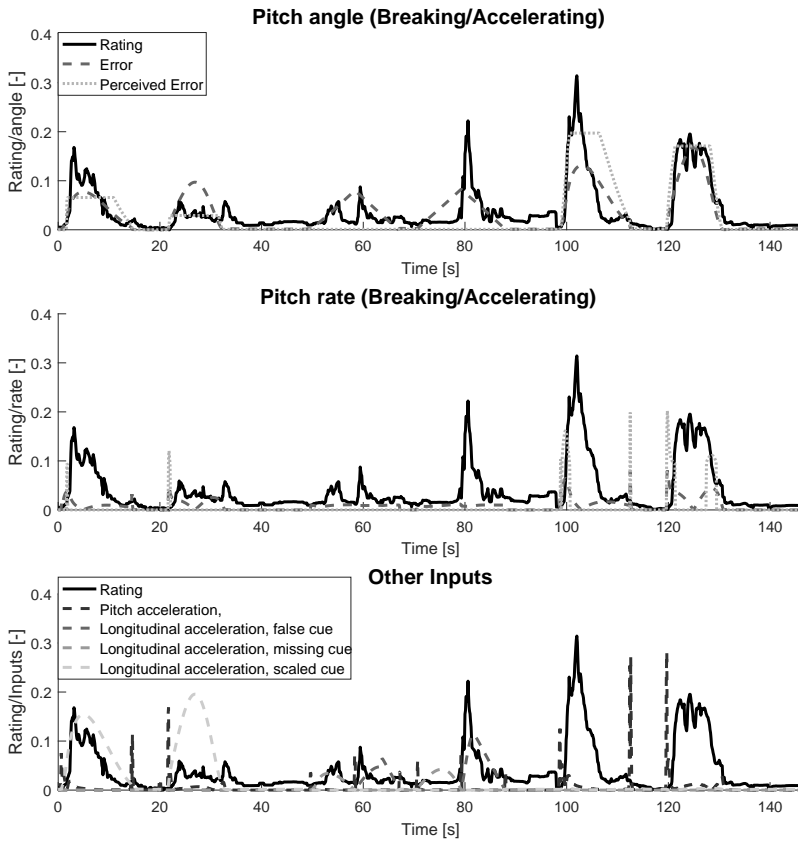 Pitch angle (Breaking/Accelerating)
Rating/angle [-]
0.4
0.3
0.2
0.1
0
Rating
Error
Perceived Error
0 20 40 60 80 100 120 140
Time [s]
Pitch rate (Breaking/Accelerating)
Rating/rate [-]
0.4
0.3
0.2
0.1
0
0 20 40 60 80 100 120 140
Time [s]
Other Inputs
Rating/Inputs [-]
0.4
0.3
0.2
0.1
0
Rating
Pitch acceleration,
Longitudinal acceleration, false cue
Longitudinal acceleration, missing cue
Longitudinal acceleration, scaled cue
0 20 40 60 80 100 120 140
Time [s]